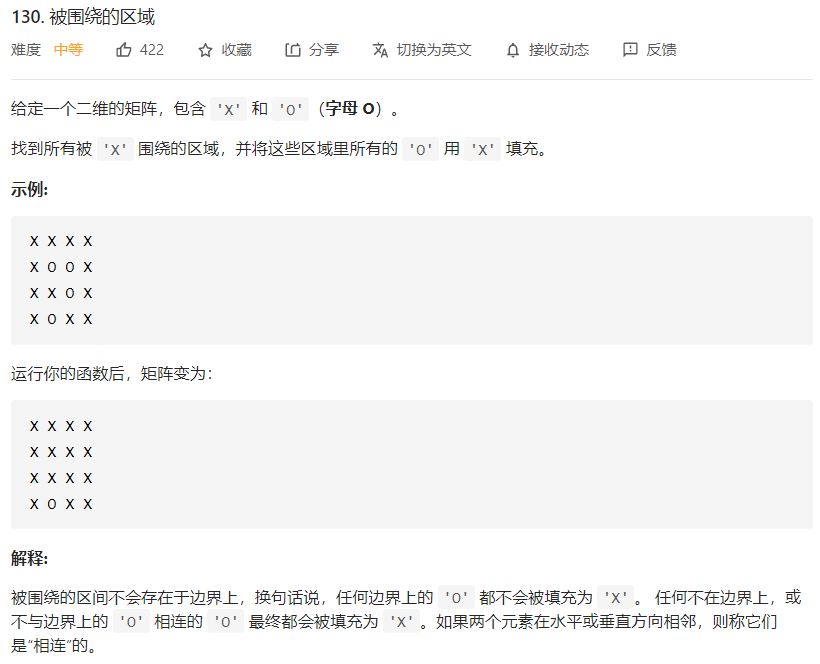 130. 被围绕的区域
难度 中等 422 收藏 分享 切换为英文 接收动态 反馈
给定一个二维的矩阵，包含 'X' 和 'O'（字母 O）。
找到所有被 'X' 围绕的区域，并将这些区域里所有的 'O' 用 'X' 填充。
示例:
X X X X
X O O X
X X O X
X O X X
运行你的函数后，矩阵变为：
X X X X
X X X X
X X X X
X O X X
解释:
被围绕的区间不会存在于边界上，换句话说，任何边界上的 'O' 都不会被填充为 'X'。 任何不在边界上，或
不与边界上的 'O' 相连的 'O' 最终都会被填充为 'X'。如果两个元素在水平或垂直方向相邻，则称它们
是“相连”的。